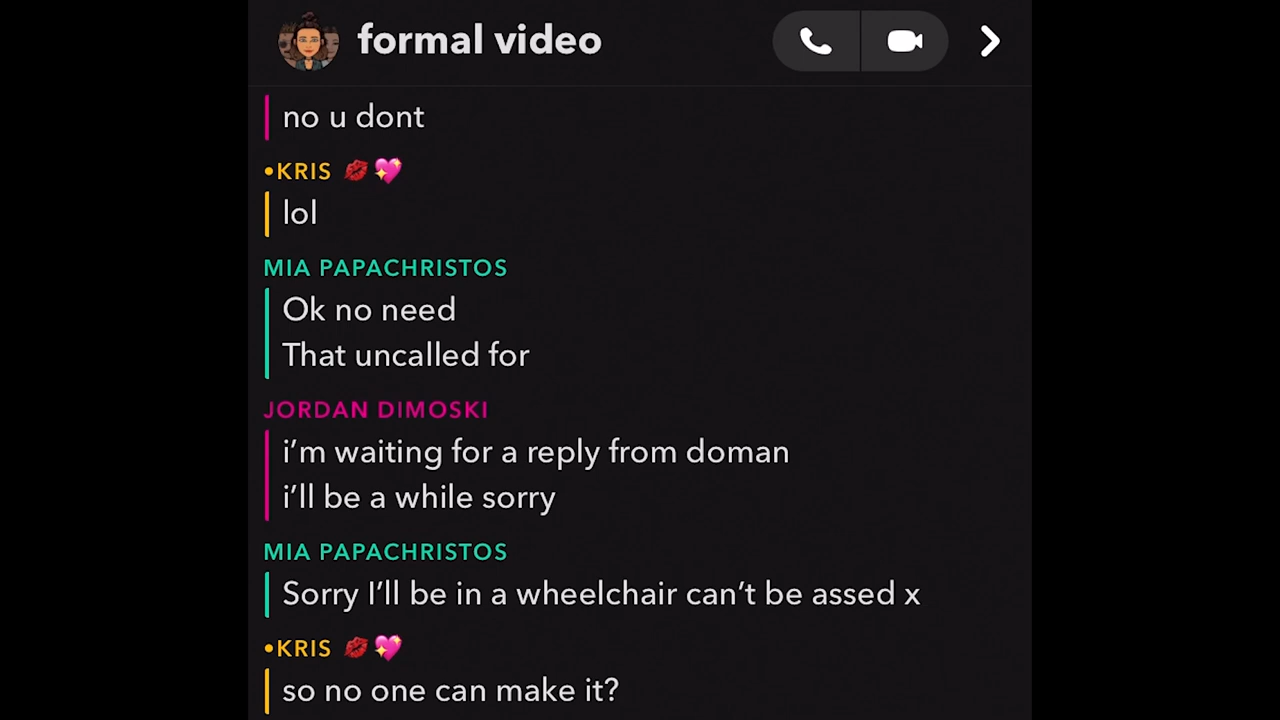 formal video
no u dont
•KRIS 💋💖
lol
MIA PAPACHRISTOS
Ok no need
That uncalled for
JORDAN DIMOSKI
i’m waiting for a reply from doman
i’ll be a while sorry
MIA PAPACHRISTOS
Sorry I’ll be in a wheelchair can’t be assed x
•KRIS 💋💖
so no one can make it?